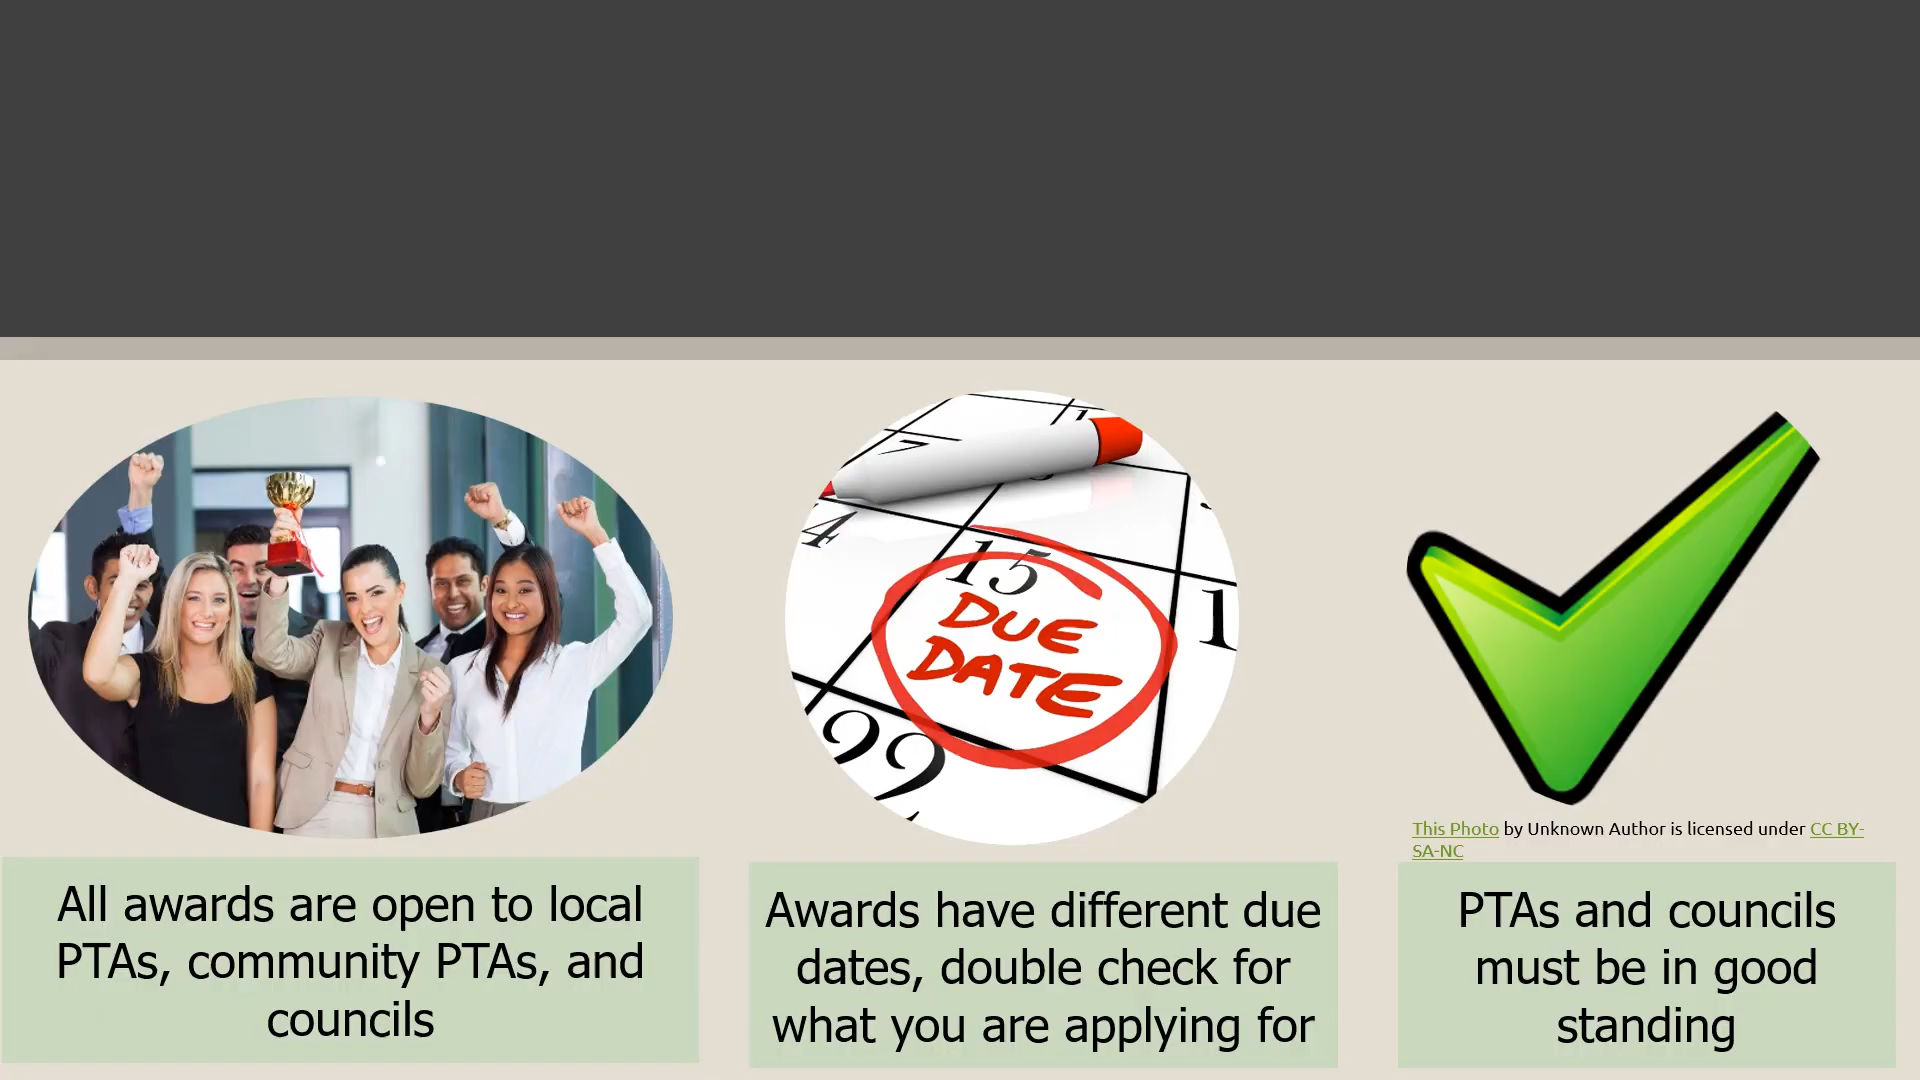 7
4
15
DUE
DATE
1
22
This Photo by Unknown Author is licensed under CC BY-
SA-NC
All awards are open to local
PTAs, community PTAs, and
councils
Awards have different due
dates, double check for
what you are applying for
PTAs and councils
must be in good
standing